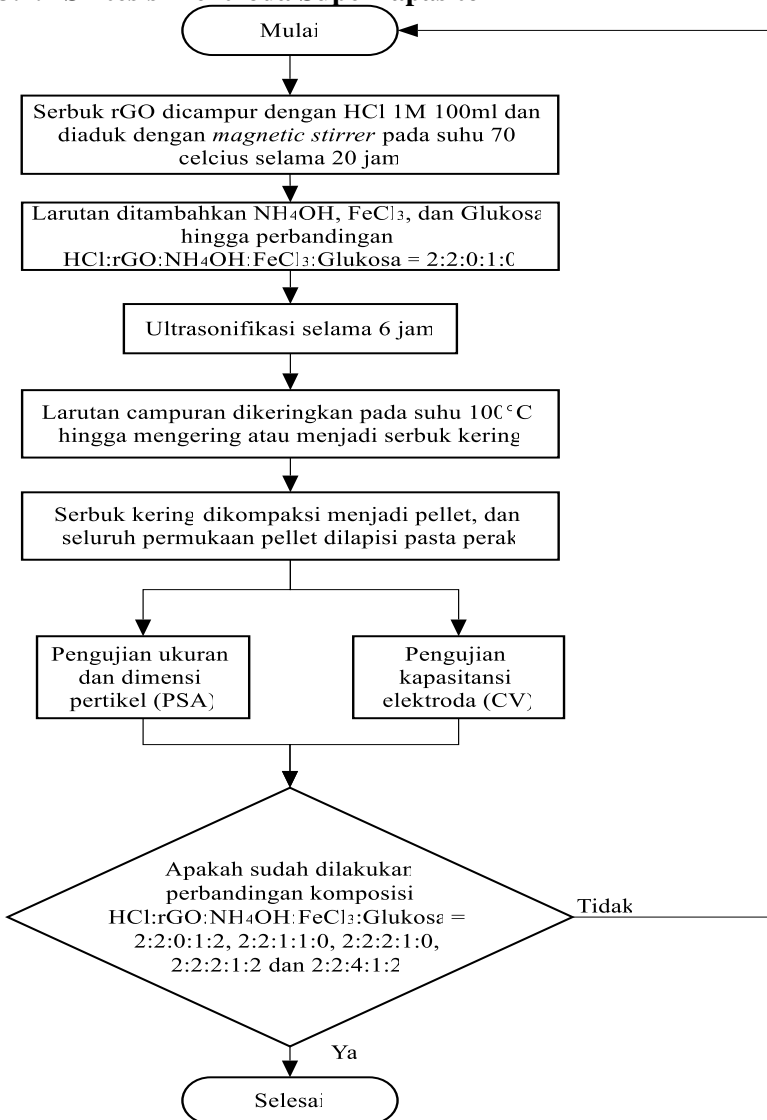 Mulai
Serbuk rGO dicampur dengan HCl 1M 100ml dan
diaduk dengan magnetic stirrer pada suhu 70
celcius selama 20 jam
Larutan ditambahkan NH₄OH, FeCl₃, dan Glukosa
hingga perbandingan
HCl:rGO:NH₄OH:FeCl₃:Glukosa = 2:2:0:1:0
Ultrasonifikasi selama 6 jam
Larutan campuran dikeringkan pada suhu 100°C
hingga mengering atau menjadi serbuk kering
Serbuk kering dikompaksi menjadi pellet, dan
seluruh permukaan pellet dilapisi pasta perak
Pengujian ukuran
dan dimensi
pertikel (PSA)
Pengujian
kapasitansi
elektroda (CV)
Apakah sudah dilakukan
perbandingan komposisi
HCl:rGO:NH₄OH:FeCl₃:Glukosa =
2:2:0:1:2, 2:2:1:1:0, 2:2:2:1:0,
2:2:2:1:2 dan 2:2:4:1:2
Tidak
Ya
Selesai